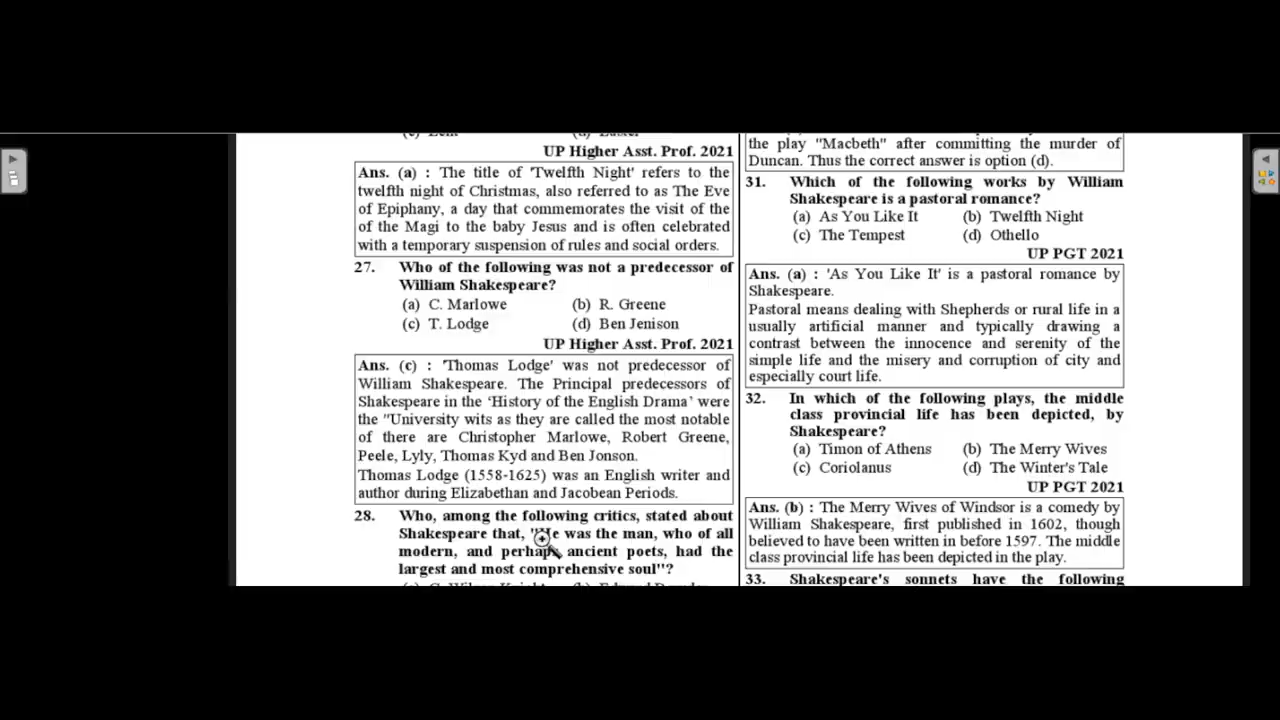 UP Higher Asst. Prof. 2021
Ans. (a) : The title of 'Twelfth Night' refers to the
twelfth night of Christmas, also referred to as The Eve
of Epiphany, a day that commemorates the visit of the
of the Magi to the baby Jesus and is often celebrated
with a temporary suspension of rules and social orders.
27. Who of the following was not a predecessor of
William Shakespeare?
(a) C. Marlowe (b) R. Greene
(c) T. Lodge (d) Ben Jenison
UP Higher Asst. Prof. 2021
Ans. (c) : 'Thomas Lodge' was not predecessor of
William Shakespeare. The Principal predecessors of
Shakespeare in the ‘History of the English Drama’ were
the "University wits as they are called the most notable
of there are Christopher Marlowe, Robert Greene,
Peele, Lyly, Thomas Kyd and Ben Jonson.
Thomas Lodge (1558-1625) was an English writer and
author during Elizabethan and Jacobean Periods.
28. Who, among the following critics, stated about
Shakespeare that, "He was the man, who of all
modern, and perhaps ancient poets, had the
largest and most comprehensive soul"?
the play "Macbeth" after committing the murder of
Duncan. Thus the correct answer is option (d).
31. Which of the following works by William
Shakespeare is a pastoral romance?
(a) As You Like It (b) Twelfth Night
(c) The Tempest (d) Othello
UP PGT 2021
Ans. (a) : 'As You Like It' is a pastoral romance by
Shakespeare.
Pastoral means dealing with Shepherds or rural life in a
usually artificial manner and typically drawing a
contrast between the innocence and serenity of the
simple life and the misery and corruption of city and
especially court life.
32. In which of the following plays, the middle
class provincial life has been depicted, by
Shakespeare?
(a) Timon of Athens (b) The Merry Wives
(c) Coriolanus (d) The Winter's Tale
UP PGT 2021
Ans. (b) : The Merry Wives of Windsor is a comedy by
William Shakespeare, first published in 1602, though
believed to have been written in before 1597. The middle
class provincial life has been depicted in the play.
33. Shakespeare's sonnets have the following